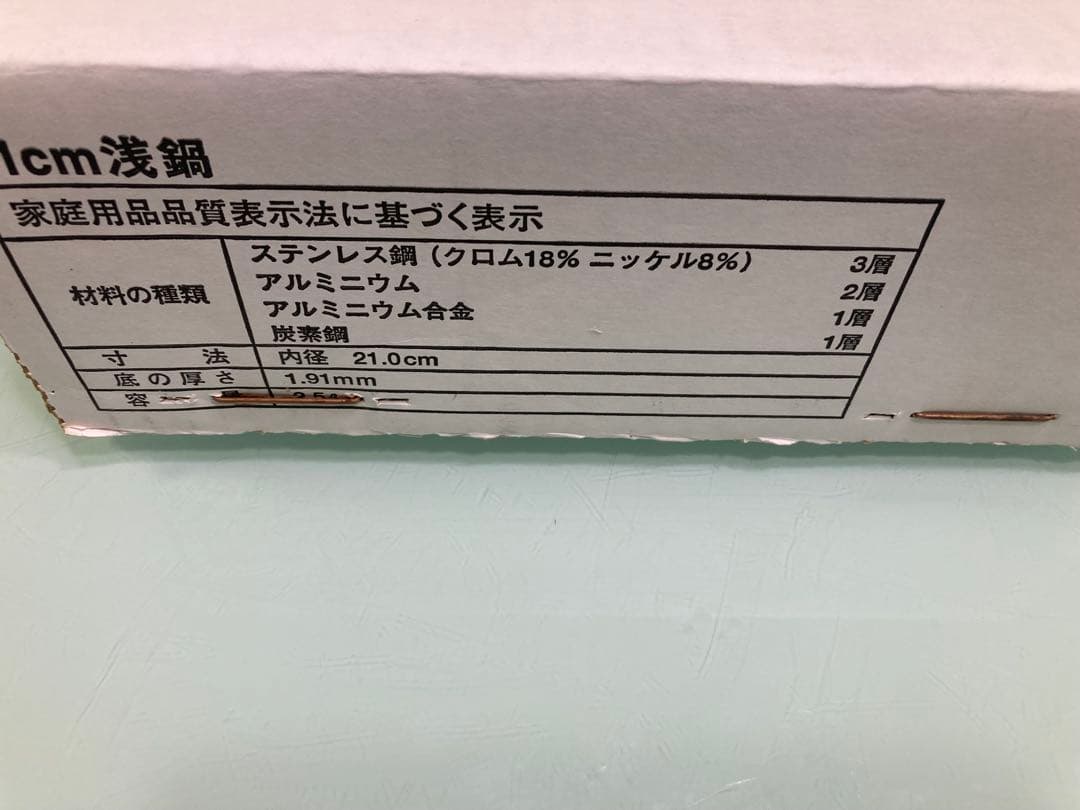 1cm浅鍋
家庭用品品質表示法に基づく表示
材料の種類 ステンレス鋼(クロム18% ニッケル8%) 3層
アルミニウム 2層
アルミニウム合金 1層
炭素鋼 1層
寸法 内径 21.0cm
底の厚さ 1.91mm
容